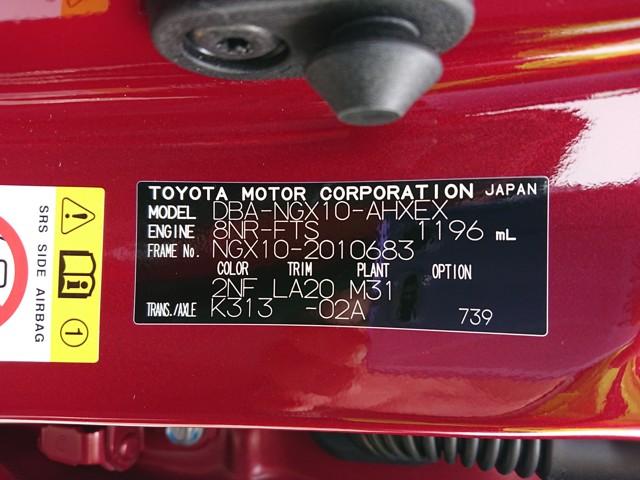 TOYOTA MOTOR CORPORATION JAPAN
MODEL DBA-NGX10-AHXEX
ENGINE 8NR-FTS 1196 mL
FRAME No. NGX10-2010683
COLOR TRIM PLANT OPTION
2NF LA20 M31
TRANS./AXLE K313 -02A 739
SRS SIDE AIRBAG
1